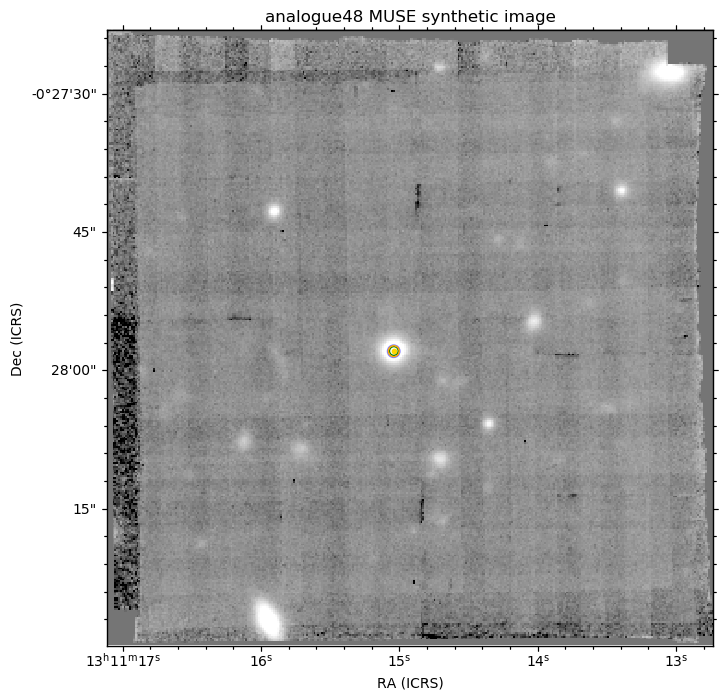 analogue48 MUSE synthetic image
-0°27'30"
45"
28'00"
15"
Dec (ICRS)
13ʰ11ᵐ17ˢ 16ˢ 15ˢ 14ˢ 13ˢ
RA (ICRS)